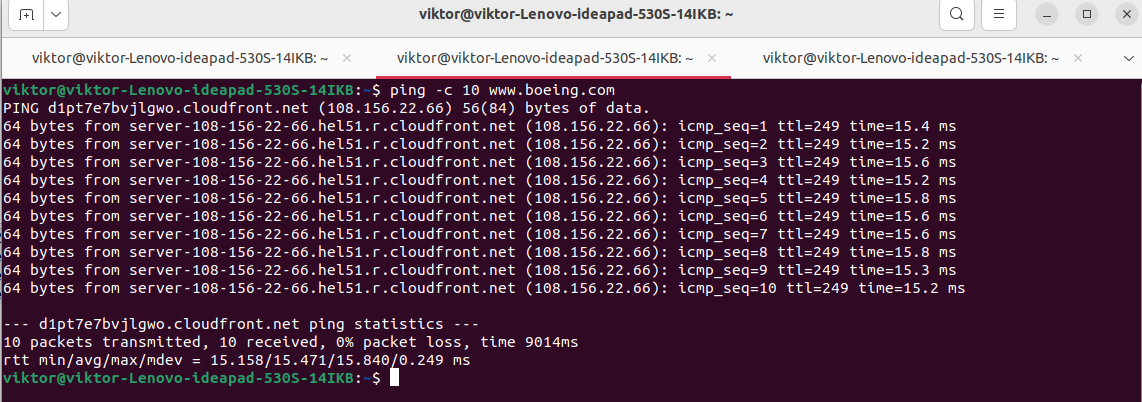 viktor@viktor-Lenovo-ideapad-530S-14IKB: ~
viktor@viktor-Lenovo-ideapad-530S-14IKB: ~ × viktor@viktor-Lenovo-ideapad-530S-14IKB: ~ × viktor@viktor-Lenovo-ideapad-530S-14IKB: ~ ×
viktor@viktor-Lenovo-ideapad-530S-14IKB:~$ ping -c 10 www.boeing.com
PING d1pt7e7bvjlgwo.cloudfront.net (108.156.22.66) 56(84) bytes of data.
64 bytes from server-108-156-22-66.hel51.r.cloudfront.net (108.156.22.66): icmp_seq=1 ttl=249 time=15.4 ms
64 bytes from server-108-156-22-66.hel51.r.cloudfront.net (108.156.22.66): icmp_seq=2 ttl=249 time=15.2 ms
64 bytes from server-108-156-22-66.hel51.r.cloudfront.net (108.156.22.66): icmp_seq=3 ttl=249 time=15.6 ms
64 bytes from server-108-156-22-66.hel51.r.cloudfront.net (108.156.22.66): icmp_seq=4 ttl=249 time=15.2 ms
64 bytes from server-108-156-22-66.hel51.r.cloudfront.net (108.156.22.66): icmp_seq=5 ttl=249 time=15.8 ms
64 bytes from server-108-156-22-66.hel51.r.cloudfront.net (108.156.22.66): icmp_seq=6 ttl=249 time=15.6 ms
64 bytes from server-108-156-22-66.hel51.r.cloudfront.net (108.156.22.66): icmp_seq=7 ttl=249 time=15.6 ms
64 bytes from server-108-156-22-66.hel51.r.cloudfront.net (108.156.22.66): icmp_seq=8 ttl=249 time=15.8 ms
64 bytes from server-108-156-22-66.hel51.r.cloudfront.net (108.156.22.66): icmp_seq=9 ttl=249 time=15.3 ms
64 bytes from server-108-156-22-66.hel51.r.cloudfront.net (108.156.22.66): icmp_seq=10 ttl=249 time=15.2 ms
--- d1pt7e7bvjlgwo.cloudfront.net ping statistics ---
10 packets transmitted, 10 received, 0% packet loss, time 9014ms
rtt min/avg/max/mdev = 15.158/15.471/15.840/0.249 ms
viktor@viktor-Lenovo-ideapad-530S-14IKB:~$